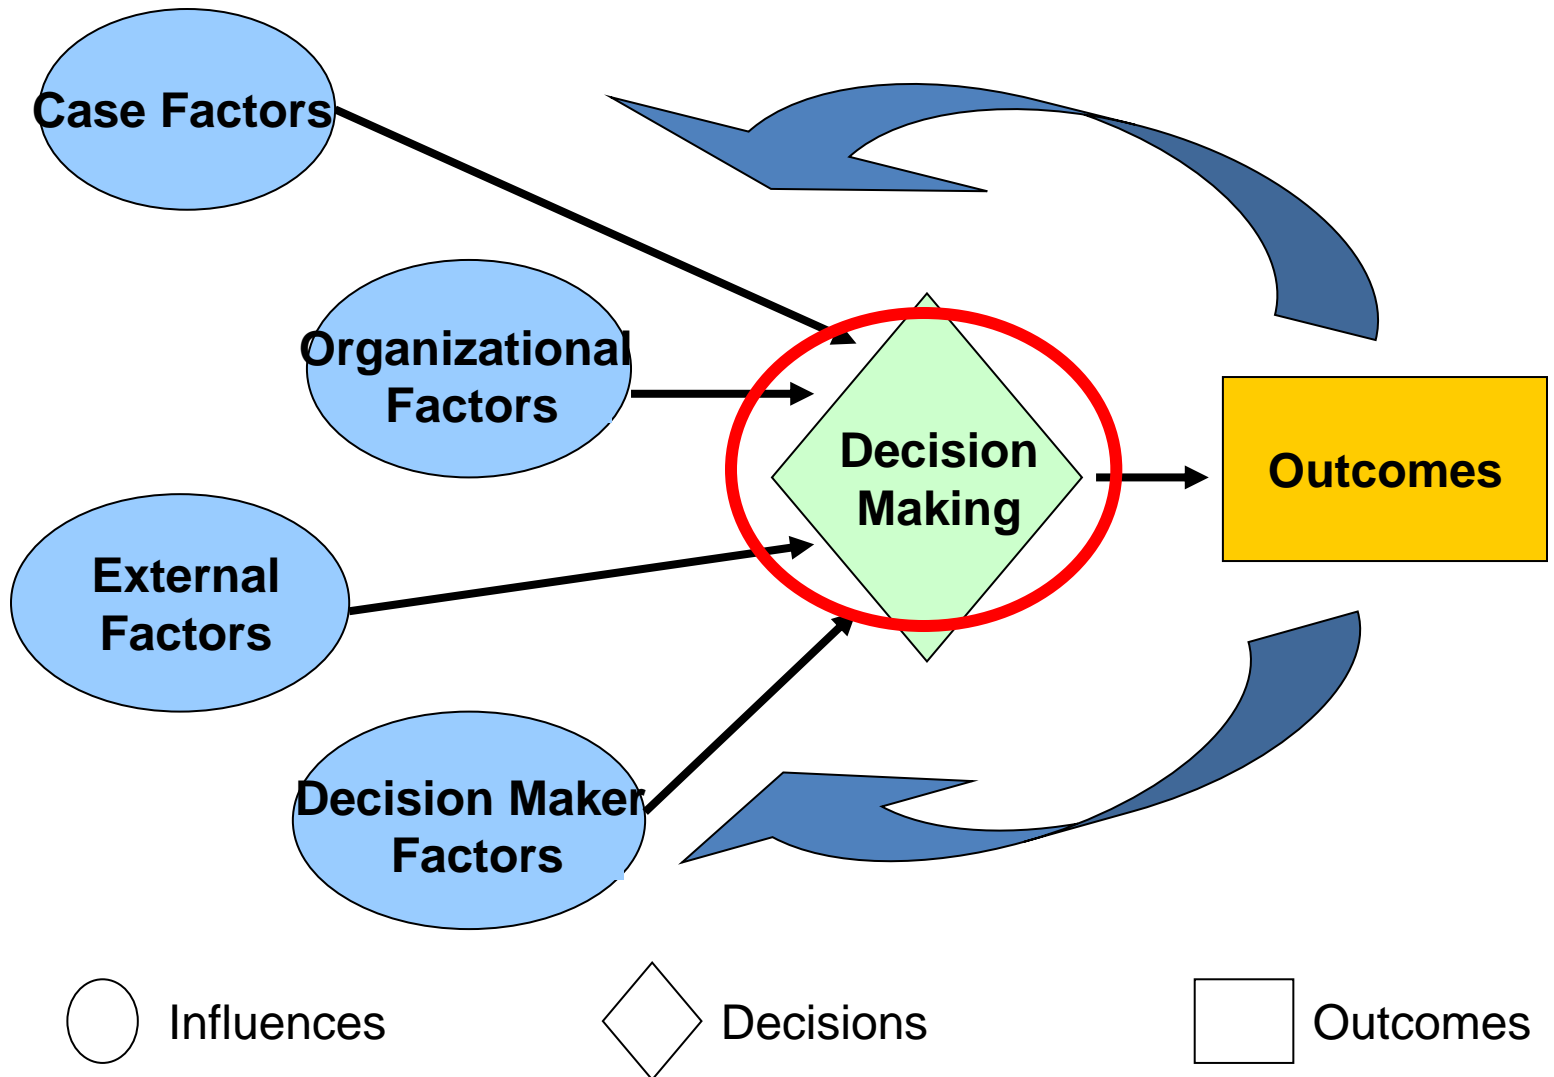 Case Factors
Organizational
Factors
Decision
Making
Outcomes
External
Factors
Decision Maker
Factors
Influences
Decisions
Outcomes